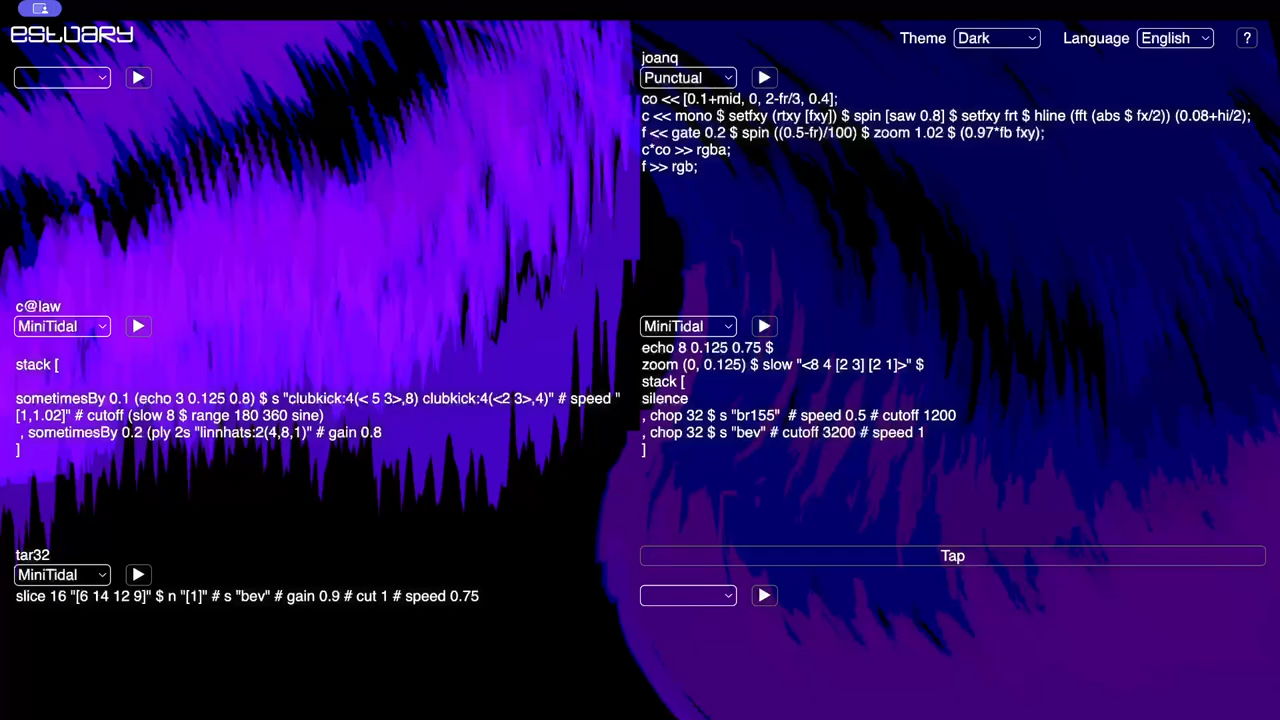 estuary
Theme Dark Language English ?
joanq
Punctual
co << [0.1+mid, 0, 2-fr/3, 0.4];
c << mono $ setfxy (rtxy [fxy]) $ spin [saw 0.8] $ setfxy frt $ hline (fft (abs $ fx/2)) (0.08+hi/2);
f << gate 0.2 $ spin ((0.5-fr)/100) $ zoom 1.02 $ (0.97*fb fxy);
c*co >> rgba;
f >> rgb;
c@law
MiniTidal
stack [
sometimesBy 0.1 (echo 3 0.125 0.8) $ s "clubkick:4(< 5 3>,8) clubkick:4(<2 3>,4)" # speed "
[1,1.02]" # cutoff (slow 8 $ range 180 360 sine)
, sometimesBy 0.2 (ply 2s "linnhats:2(4,8,1)" # gain 0.8
]
MiniTidal
echo 8 0.125 0.75 $
zoom (0, 0.125) $ slow "<8 4 [2 3] [2 1]>" $
stack [
silence
, chop 32 $ s "br155" # speed 0.5 # cutoff 1200
, chop 32 $ s "bev" # cutoff 3200 # speed 1
]
tar32
MiniTidal
slice 16 "[6 14 12 9]" $ n "[1]" # s "bev" # gain 0.9 # cut 1 # speed 0.75
Tap